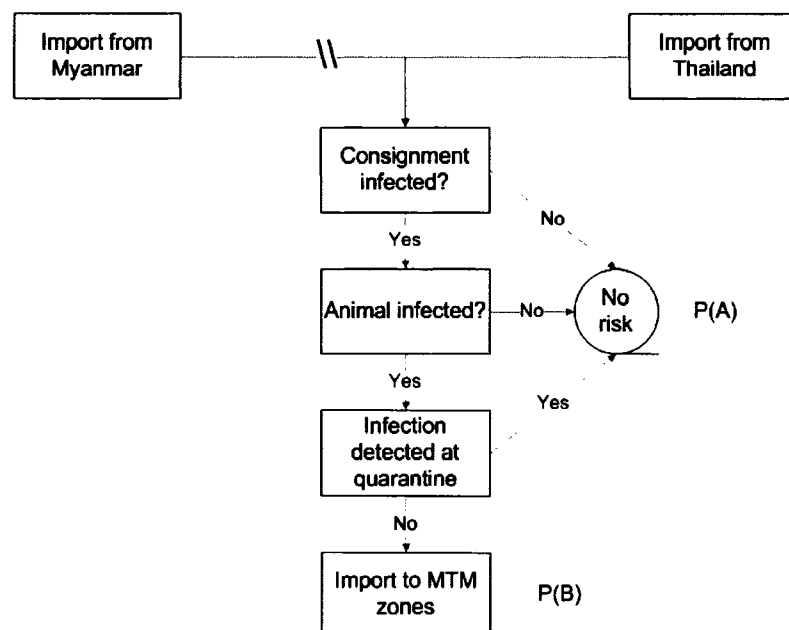 Import from
Myanmar
Import from
Thailand
Consignment
infected?
No
Yes
Animal infected?
No
No
risk
P(A)
Yes
Yes
Infection
detected at
quarantine
No
Import to MTM
zones
P(B)